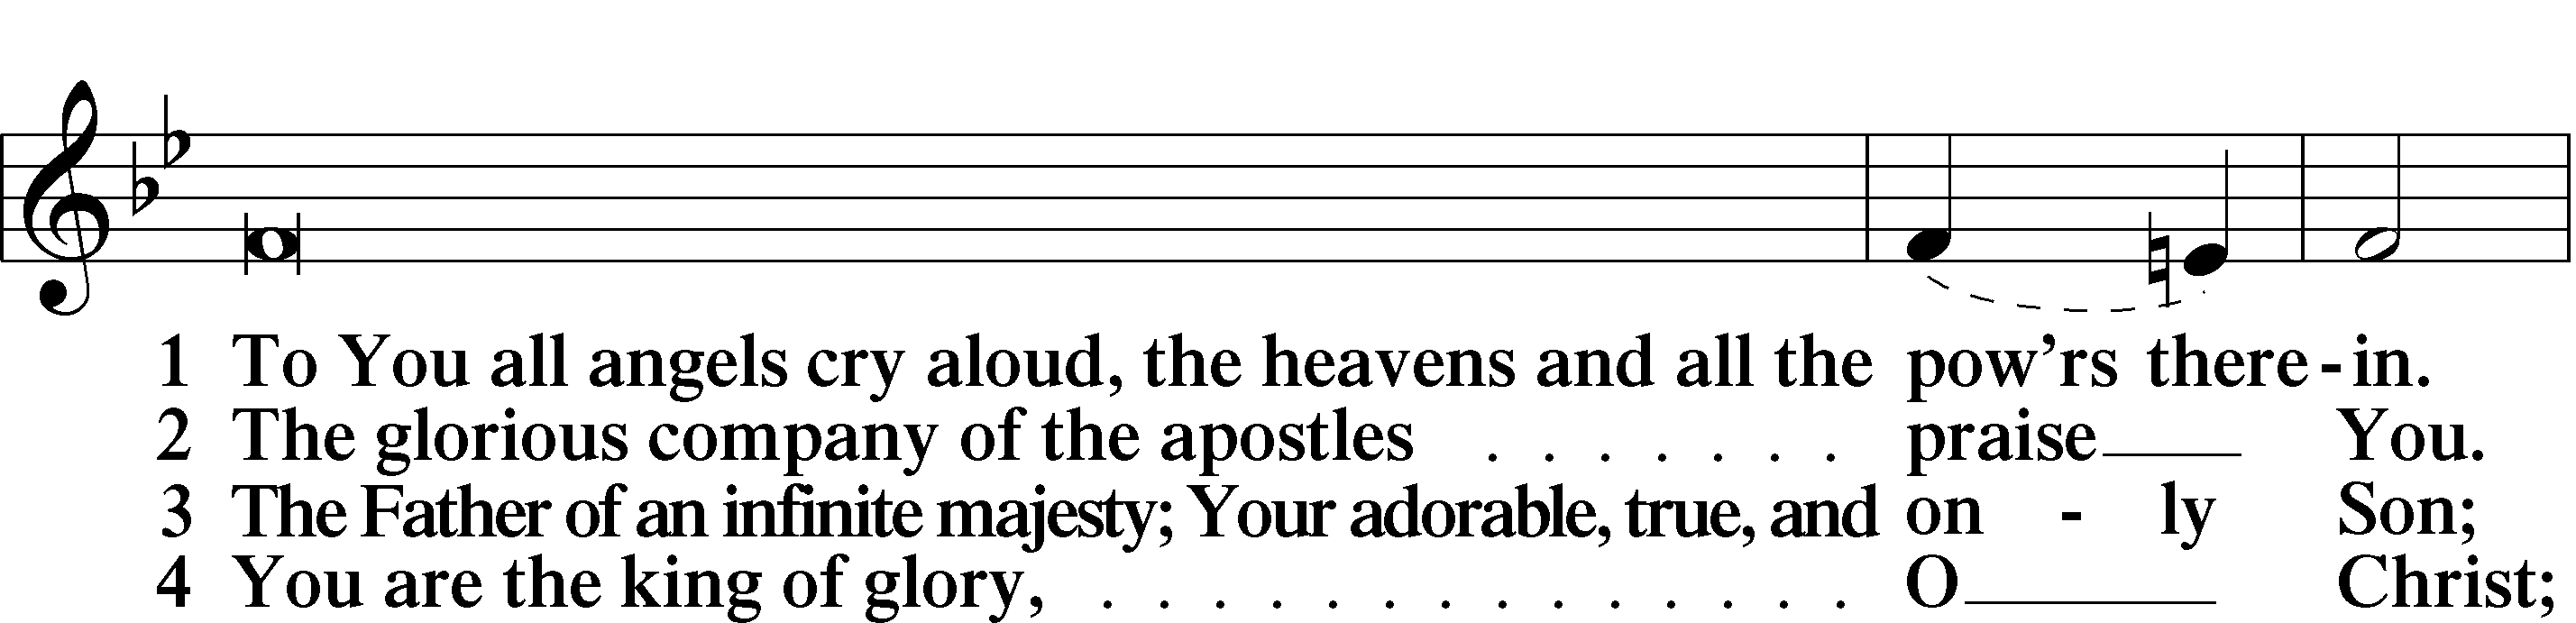 1 To You all angels cry aloud, the heavens and all the pow’rs there-in.
2 The glorious company of the apostles . . . . . . . praise____ You.
3 The Father of an infinite majesty; Your adorable, true, and on - ly Son;
4 You are the king of glory, . . . . . . . . . . . . . . O____ Christ;